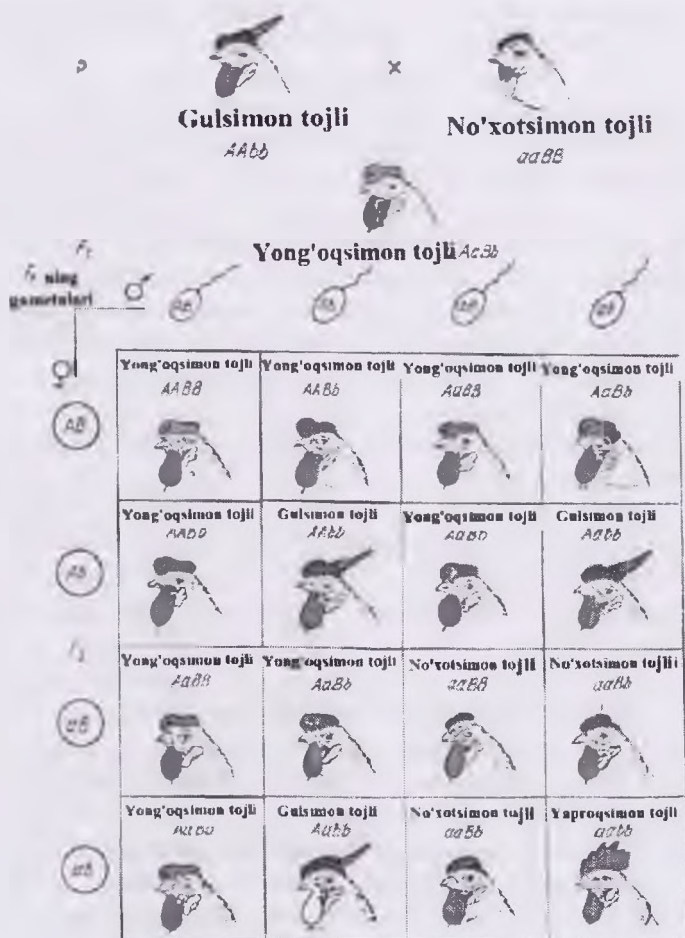 ×
Gulsimon tojli No'xotsimon tojli
AAbb aaBB
Yong'oqsimon tojli AaBb
F₁ ning
gametalari ♂
♀
Yong'oqsimon tojli Yong'oqsimon tojli Yong'oqsimon tojli Yong'oqsimon tojli
AABB AABb AaBB AaBb
AB
Yong'oqsimon tojli Gulsimon tojli Yong'oqsimon tojli Gulsimon tojli
AAbb Aabb
Ab
Yong'oqsimon tojli Yong'oqsimon tojli No'xotsimon tojli No'xotsimon tojli
AaBB AaBb aaBB aaBb
aB
Yong'oqsimon tojli Gulsimon tojli No'xotsimon tojli Yaproqsimon tojli
Aabb aaBb aabb
ab